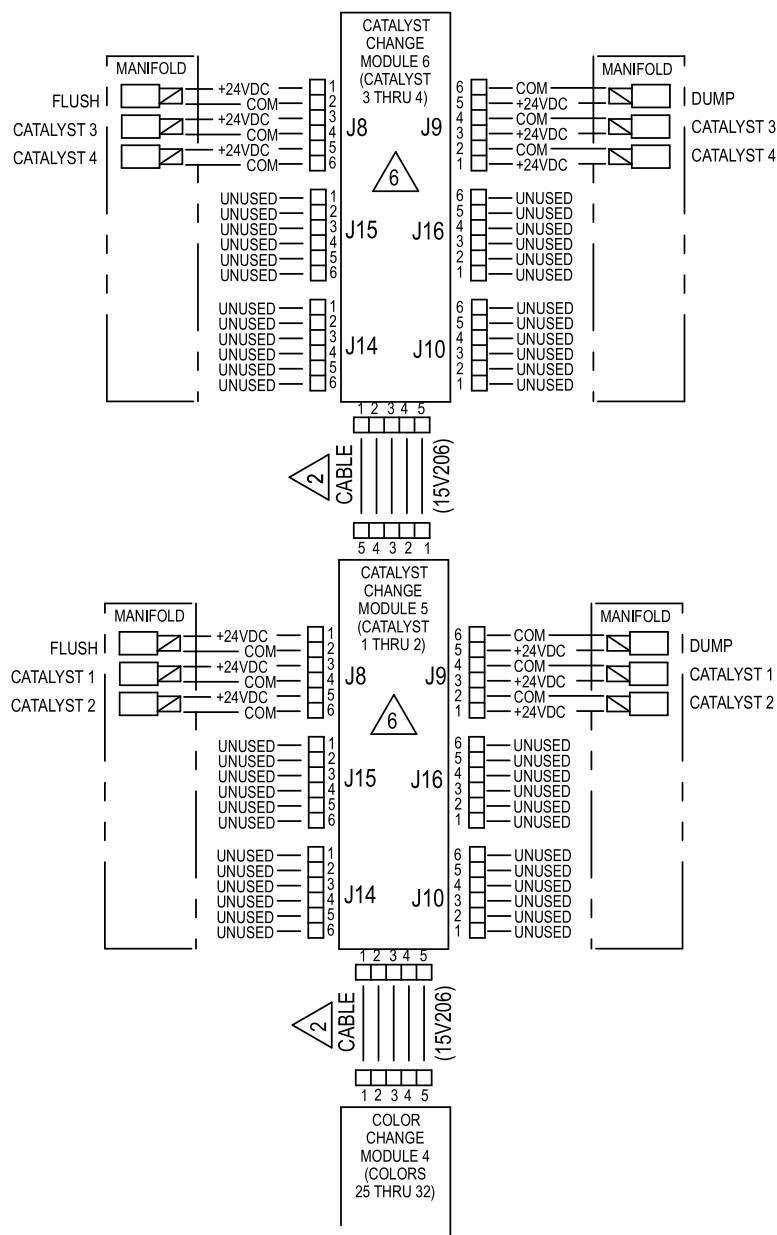 CATALYST
CHANGE
MODULE 6
(CATALYST
3 THRU 4)
MANIFOLD
FLUSH
CATALYST 3
CATALYST 4
+24VDC 1
COM 2
+24VDC 3
COM 4
+24VDC 5
COM 6
J8
J9
6 COM
5 +24VDC
4 COM
3 +24VDC
2 COM
1 +24VDC
MANIFOLD
DUMP
CATALYST 3
CATALYST 4
6
UNUSED 1
UNUSED 2
UNUSED 3
UNUSED 4
UNUSED 5
UNUSED 6
J15
J16
6 UNUSED
5 UNUSED
4 UNUSED
3 UNUSED
2 UNUSED
1 UNUSED
UNUSED 1
UNUSED 2
UNUSED 3
UNUSED 4
UNUSED 5
UNUSED 6
J14
J10
6 UNUSED
5 UNUSED
4 UNUSED
3 UNUSED
2 UNUSED
1 UNUSED
1 2 3 4 5
2
CABLE
(15V206)
5 4 3 2 1
CATALYST
CHANGE
MODULE 5
(CATALYST
1 THRU 2)
MANIFOLD
FLUSH
CATALYST 1
CATALYST 2
+24VDC 1
COM 2
+24VDC 3
COM 4
+24VDC 5
COM 6
J8
J9
6 COM
5 +24VDC
4 COM
3 +24VDC
2 COM
1 +24VDC
MANIFOLD
DUMP
CATALYST 1
CATALYST 2
6
UNUSED 1
UNUSED 2
UNUSED 3
UNUSED 4
UNUSED 5
UNUSED 6
J15
J16
6 UNUSED
5 UNUSED
4 UNUSED
3 UNUSED
2 UNUSED
1 UNUSED
UNUSED 1
UNUSED 2
UNUSED 3
UNUSED 4
UNUSED 5
UNUSED 6
J14
J10
6 UNUSED
5 UNUSED
4 UNUSED
3 UNUSED
2 UNUSED
1 UNUSED
1 2 3 4 5
2
CABLE
(15V206)
1 2 3 4 5
COLOR
CHANGE
MODULE 4
(COLORS
25 THRU 32)